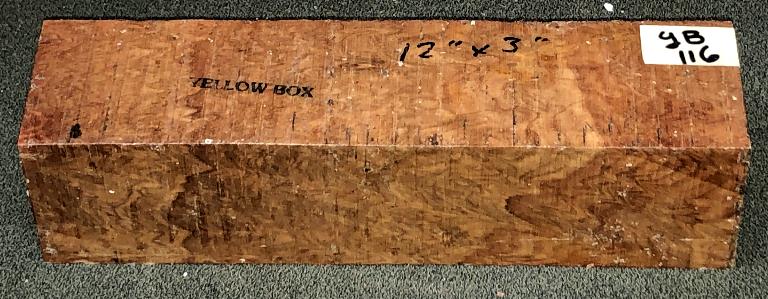 12" x 3"
YB
116
YELLOW BOX